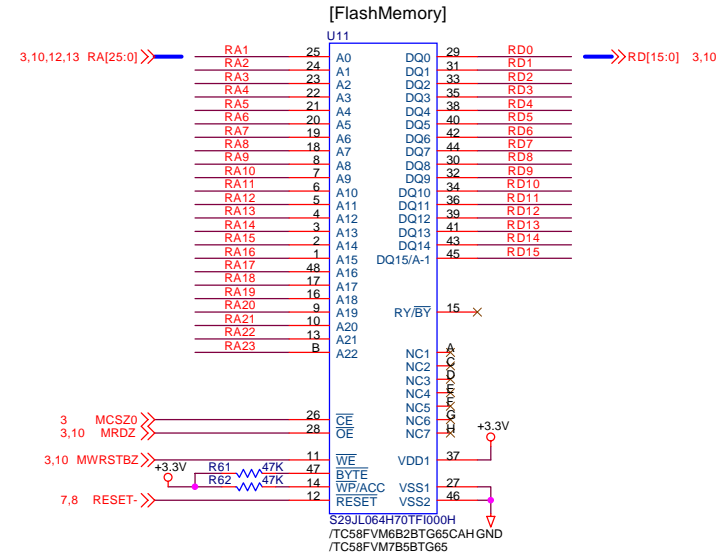 [FlashMemory]
U11
3,10,12,13 RA[25:0]
RD[15:0] 3,10
RA1 25 A0 DQ0 29 RD0
RA2 24 A1 DQ1 31 RD1
RA3 23 A2 DQ2 33 RD2
RA4 22 A3 DQ3 35 RD3
RA5 21 A4 DQ4 38 RD4
RA6 20 A5 DQ5 40 RD5
RA7 19 A6 DQ6 42 RD6
RA8 18 A7 DQ7 44 RD7
RA9 8 A8 DQ8 30 RD8
RA10 7 A9 DQ9 32 RD9
RA11 6 A10 DQ10 34 RD10
RA12 5 A11 DQ11 36 RD11
RA13 4 A12 DQ12 39 RD12
RA14 3 A13 DQ13 41 RD13
RA15 2 A14 DQ14 43 RD14
RA16 1 A15 DQ15/A-1 45 RD15
RA17 48 A16
RA18 17 A17
RA19 16 A18
RA20 9 A19 RY/BY 15
RA21 10 A20
RA22 13 A21
RA23 B A22 NC1 A
NC2 C
NC3 D
NC4 E
NC5 F
NC6 G
NC7 H
3 MCSZ0 26 CE
3,10 MRDZ 28 OE
+3.3V
3,10 MWRSTBZ 11 WE VDD1 37
+3.3V R61 47K 47 BYTE
R62 47K 14 WP/ACC VSS1 27
7,8 RESET- 12 RESET VSS2 46
S29JL064H70TFI000H
/TC58FVM6B2BTG65CAH GND
/TC58FVM7B5BTG65